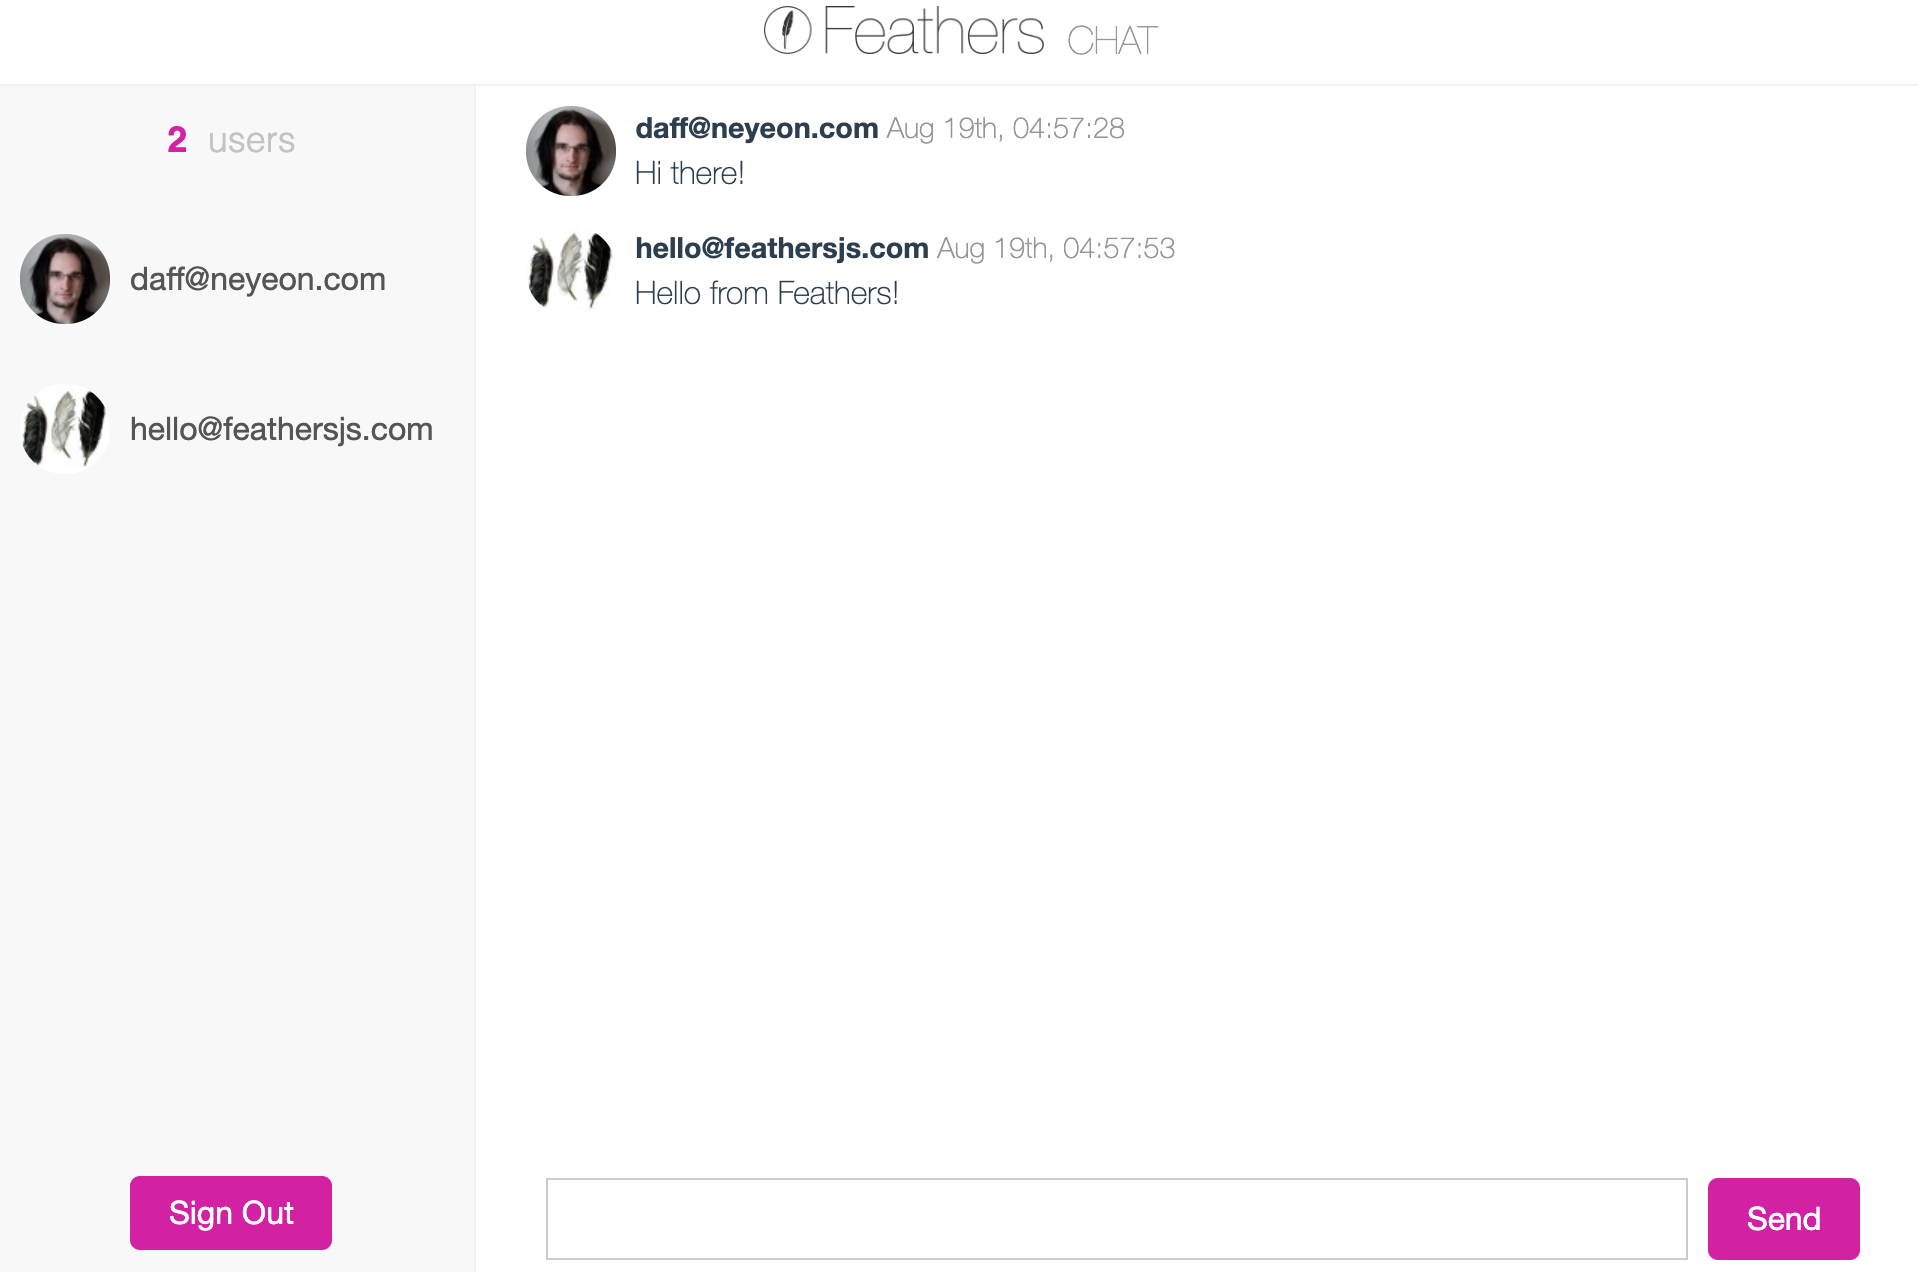 Feathers CHAT
2 users
daff@neyeon.com
hello@feathersjs.com
Sign Out
daff@neyeon.com Aug 19th, 04:57:28
Hi there!
hello@feathersjs.com Aug 19th, 04:57:53
Hello from Feathers!
Send